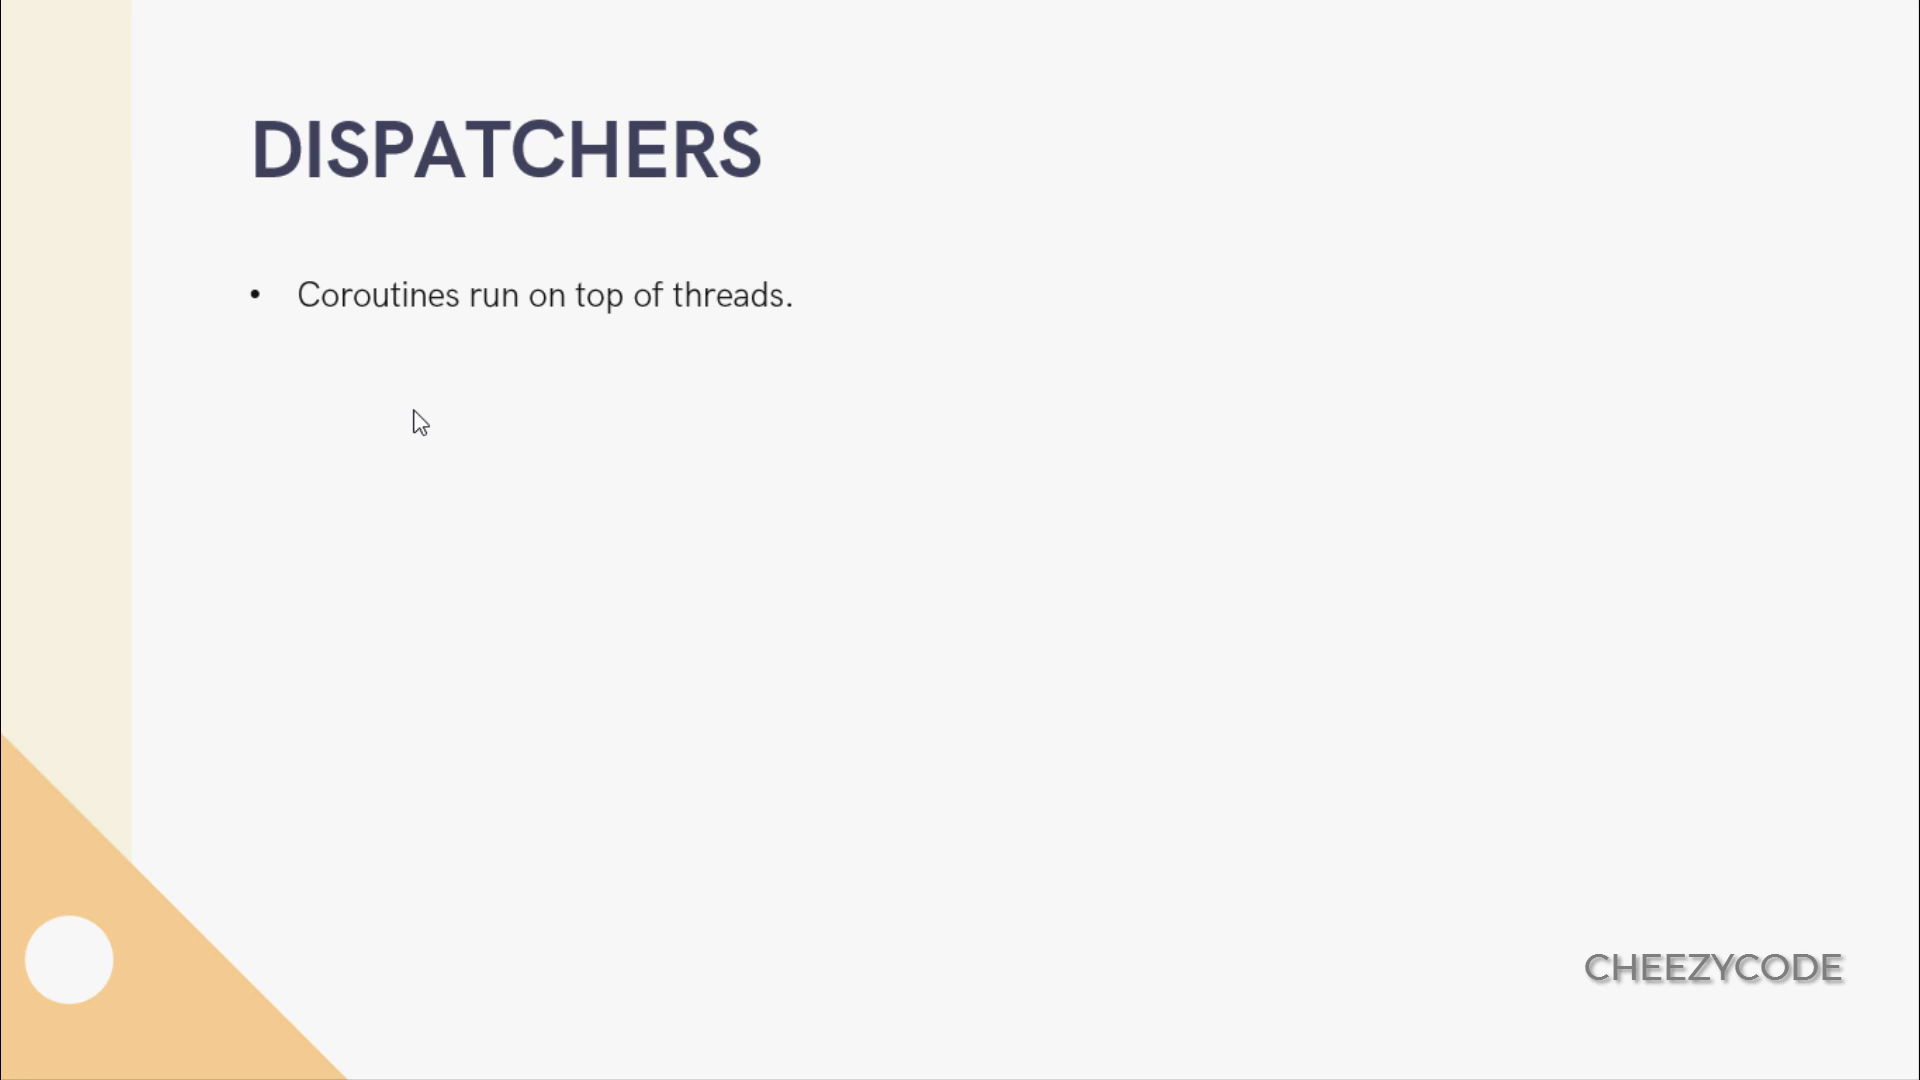 DISPATCHERS
• Coroutines run on top of threads.
CHEEZYCODE